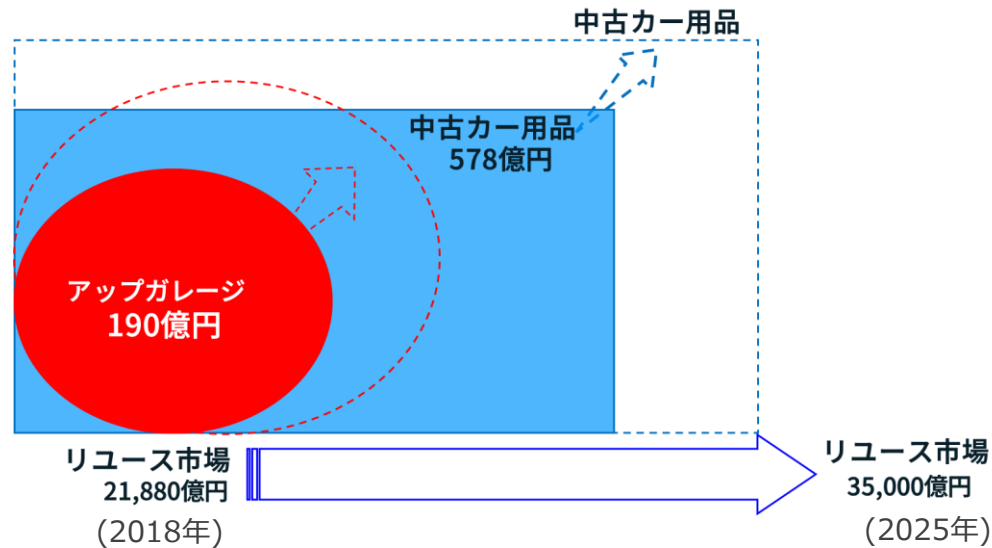 中古カー用品
中古カー用品
578億円
アップガレージ
190億円
リユース市場
21,880億円
(2018年)
リユース市場
35,000億円
(2025年)